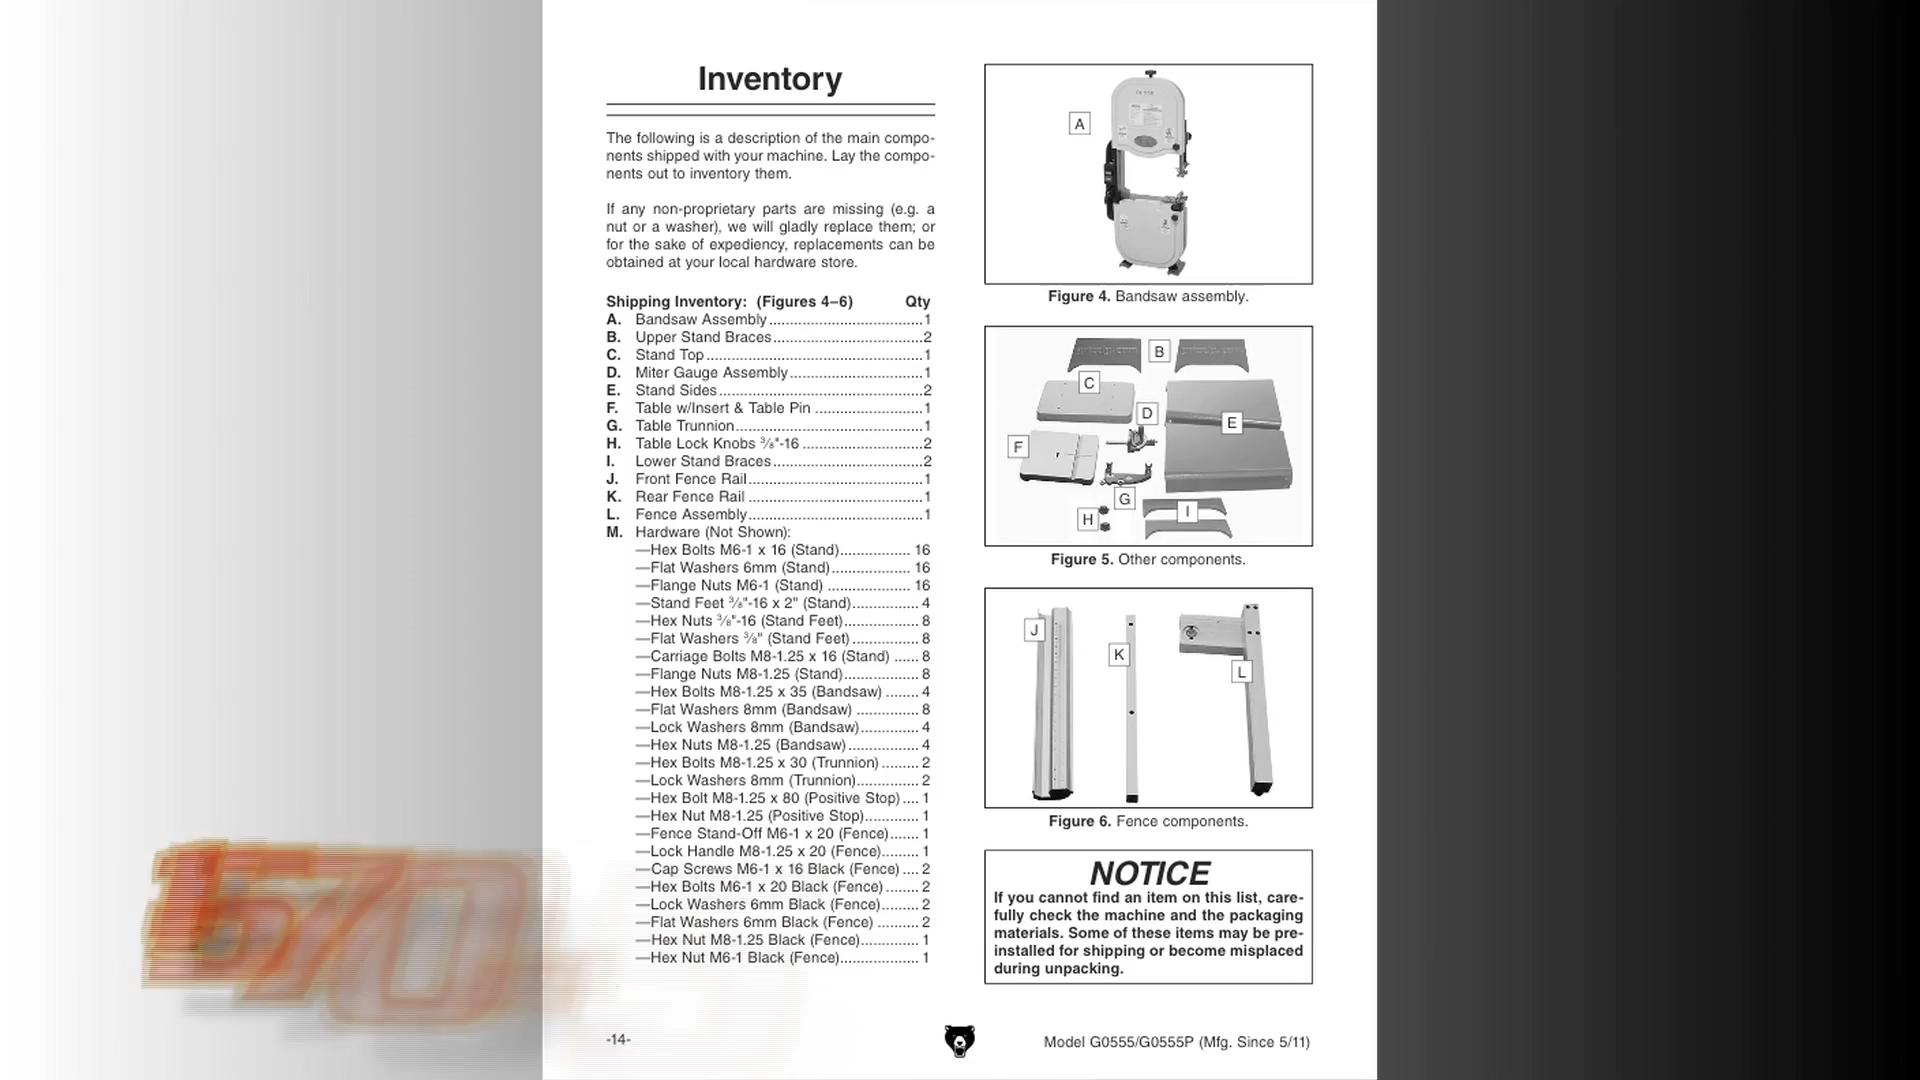 Inventory
The following is a description of the main compo-
nents shipped with your machine. Lay the compo-
nents out to inventory them.
If any non-proprietary parts are missing (e.g. a
nut or a washer), we will gladly replace them; or
for the sake of expediency, replacements can be
obtained at your local hardware store.
Shipping Inventory: (Figures 4–6) Qty
A. Bandsaw Assembly.....................................1
B. Upper Stand Braces....................................2
C. Stand Top....................................................1
D. Miter Gauge Assembly................................1
E. Stand Sides.................................................2
F. Table w/Insert & Table Pin ..........................1
G. Table Trunnion.............................................1
H. Table Lock Knobs ³⁄₈"-16 .............................2
I. Lower Stand Braces....................................2
J. Front Fence Rail..........................................1
K. Rear Fence Rail ..........................................1
L. Fence Assembly..........................................1
M. Hardware (Not Shown):
—Hex Bolts M6-1 x 16 (Stand)................. 16
—Flat Washers 6mm (Stand)................... 16
—Flange Nuts M6-1 (Stand) .................... 16
—Stand Feet ³⁄₈"-16 x 2" (Stand)................ 4
—Hex Nuts ³⁄₈"-16 (Stand Feet).................. 8
—Flat Washers ³⁄₈" (Stand Feet) ................ 8
—Carriage Bolts M8-1.25 x 16 (Stand) ...... 8
—Flange Nuts M8-1.25 (Stand).................. 8
—Hex Bolts M8-1.25 x 35 (Bandsaw) ........ 4
—Flat Washers 8mm (Bandsaw) ............... 8
—Lock Washers 8mm (Bandsaw).............. 4
—Hex Nuts M8-1.25 (Bandsaw)................. 4
—Hex Bolts M8-1.25 x 30 (Trunnion) ......... 2
—Lock Washers 8mm (Trunnion)............... 2
—Hex Bolt M8-1.25 x 80 (Positive Stop).... 1
—Hex Nut M8-1.25 (Positive Stop)............. 1
—Fence Stand-Off M6-1 x 20 (Fence)....... 1
—Lock Handle M8-1.25 x 20 (Fence)......... 1
—Cap Screws M6-1 x 16 Black (Fence) .... 2
—Hex Bolts M6-1 x 20 Black (Fence) ........ 2
—Lock Washers 6mm Black (Fence)......... 2
—Flat Washers 6mm Black (Fence) .......... 2
—Hex Nut M8-1.25 Black (Fence).............. 1
—Hex Nut M6-1 Black (Fence)................... 1
-14-
A
Figure 4. Bandsaw assembly.
B
C
D
E
F
G
H
I
Figure 5. Other components.
J
K
L
Figure 6. Fence components.
NOTICE
If you cannot find an item on this list, care-
fully check the machine and the packaging
materials. Some of these items may be pre-
installed for shipping or become misplaced
during unpacking.
Model G0555/G0555P (Mfg. Since 5/11)